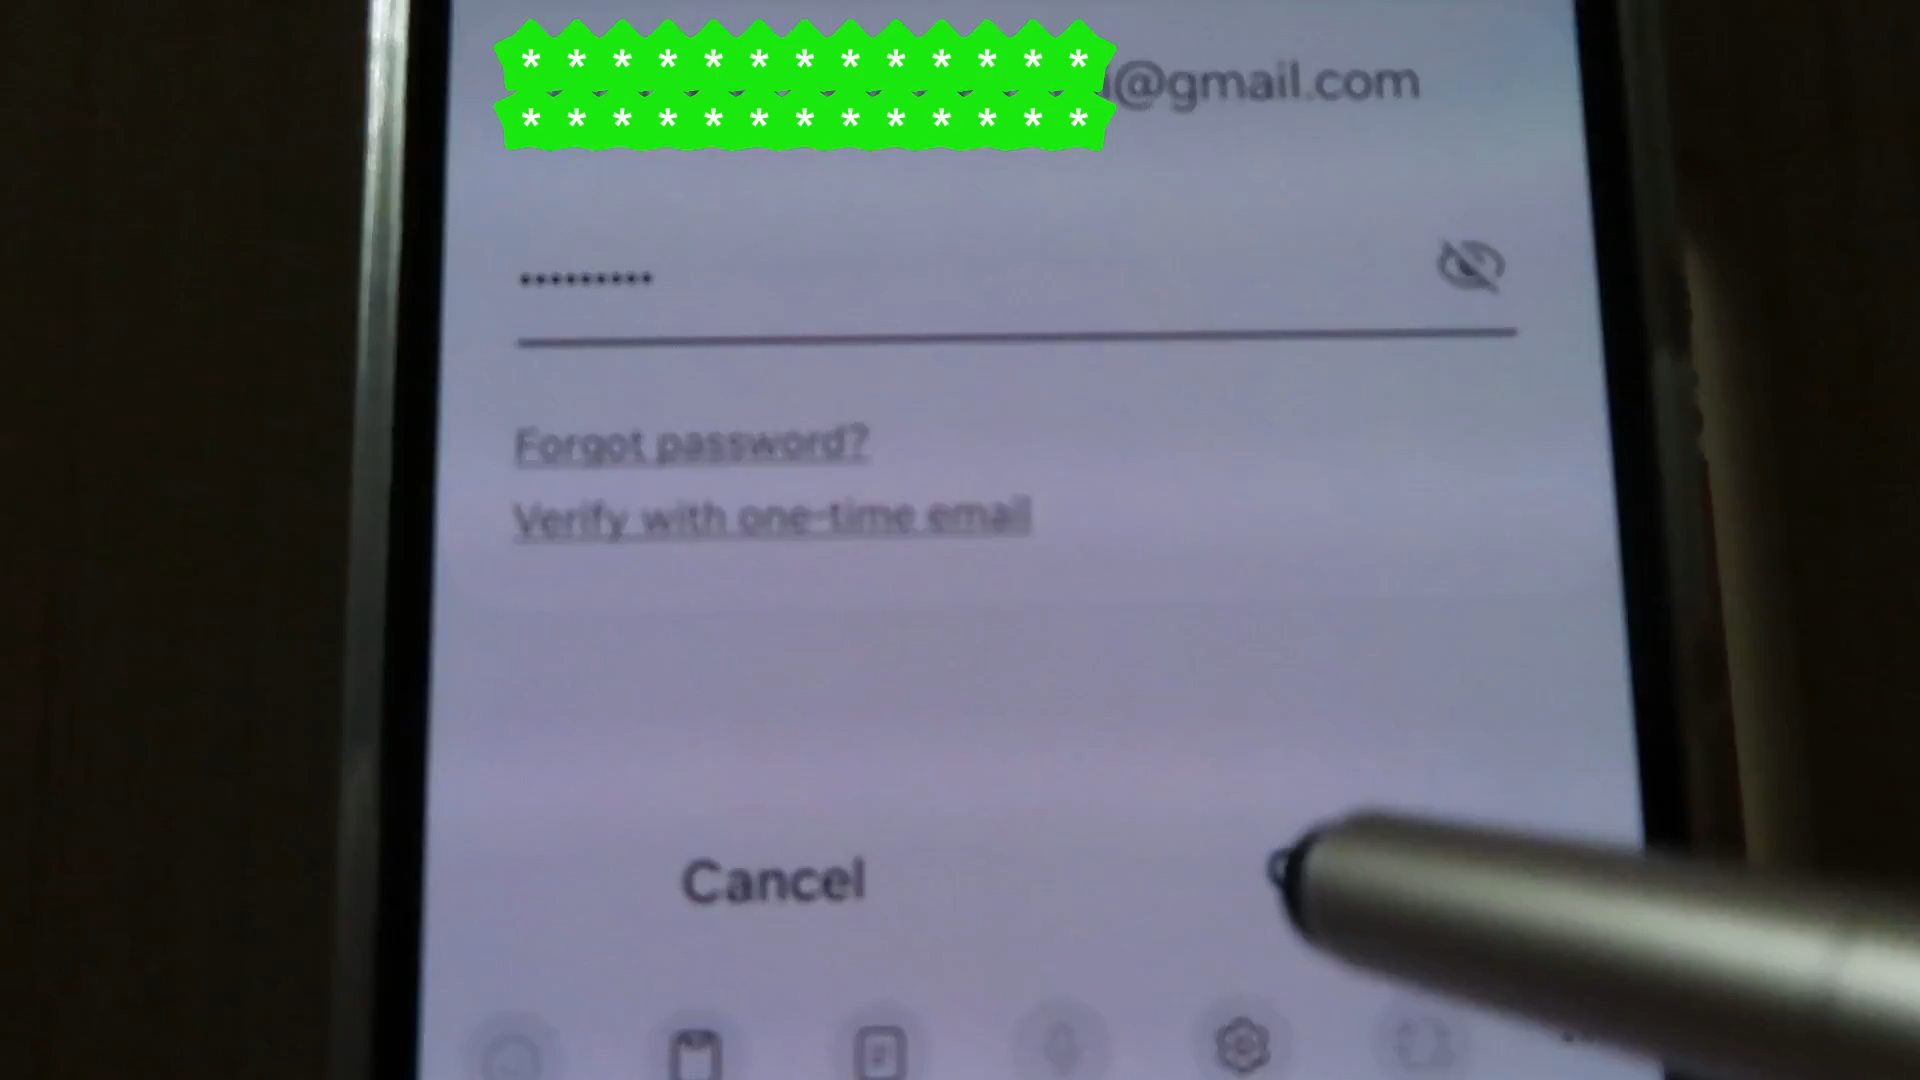 * * * * * * * * * * * * *
* * * * * * * * * * * * *
@gmail.com
•••••••••
Forgot password?
Verify with one-time email
Cancel